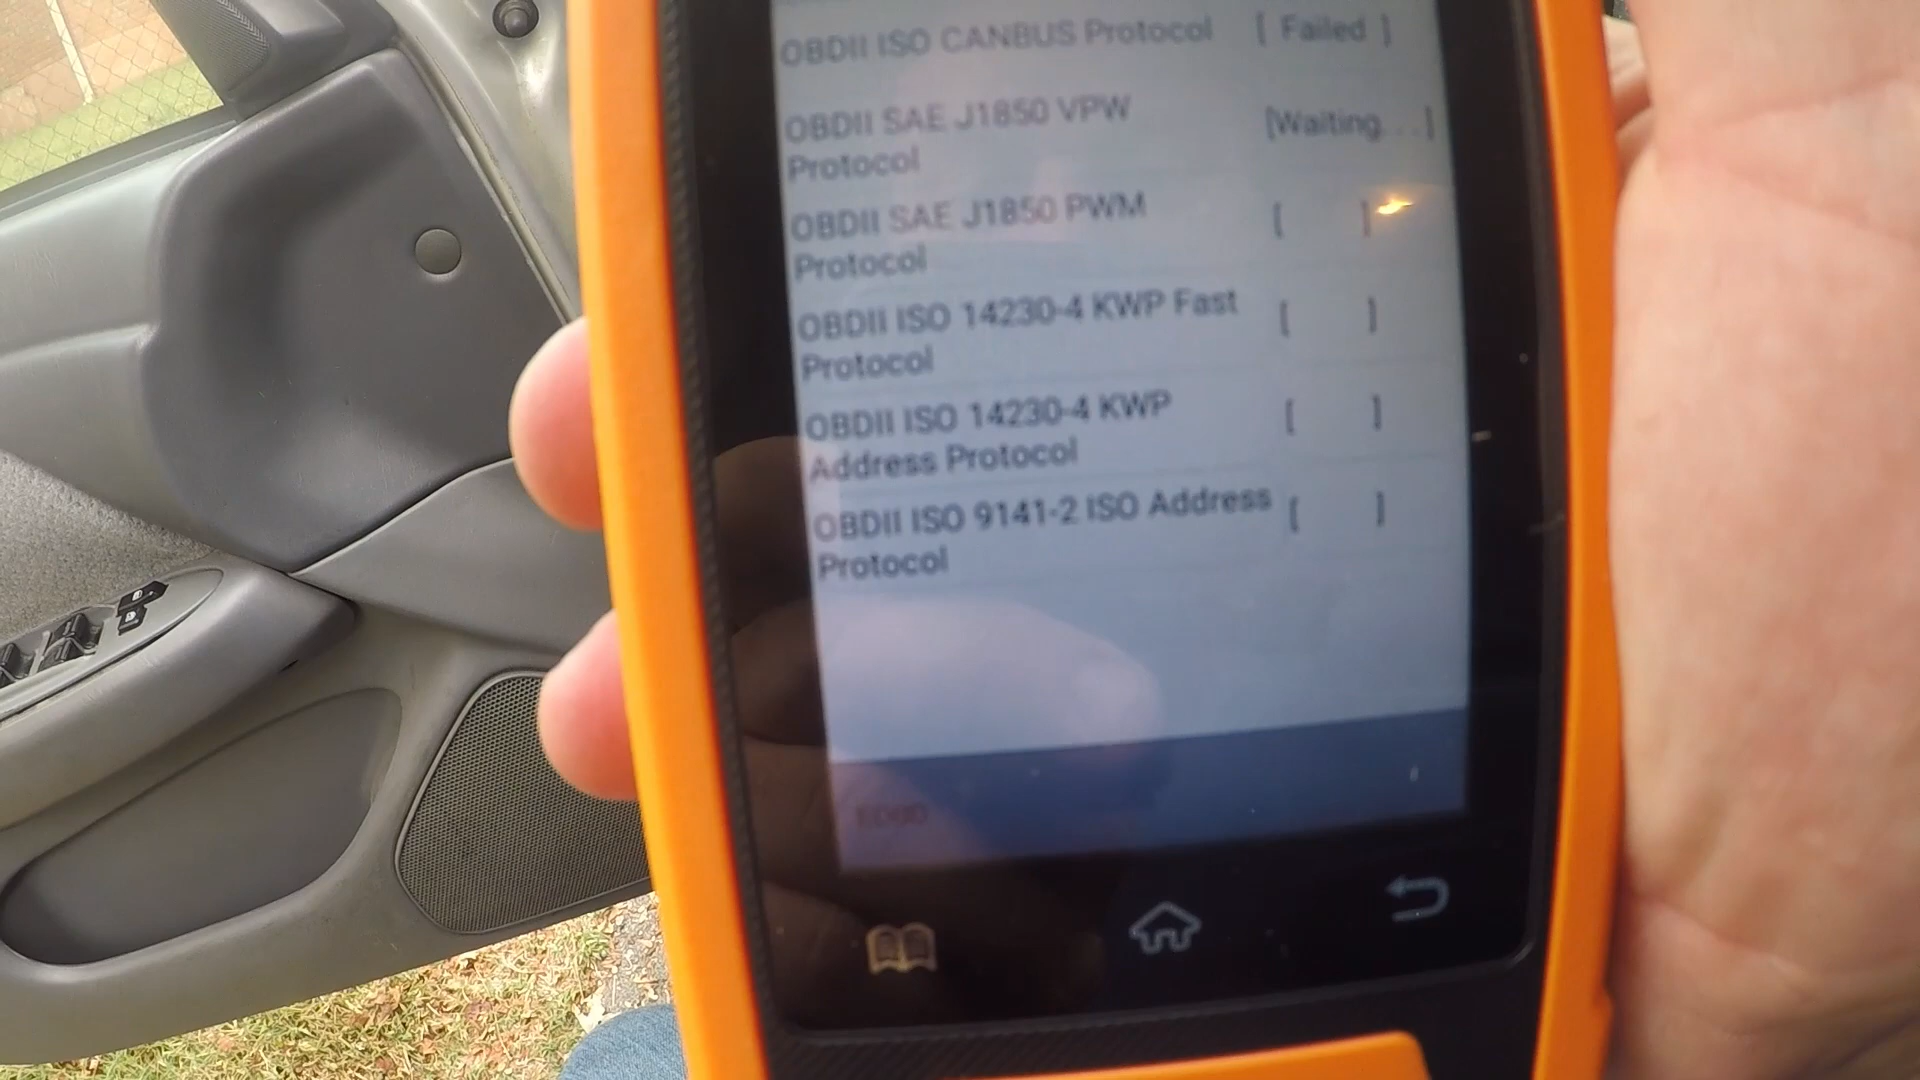 OBDII ISO CANBUS Protocol [ Failed ]
OBDII SAE J1850 VPW [Waiting...]
Protocol
OBDII SAE J1850 PWM [ ]
Protocol
OBDII ISO 14230-4 KWP Fast [ ]
Protocol
OBDII ISO 14230-4 KWP [ ]
Address Protocol
OBDII ISO 9141-2 ISO Address [ ]
Protocol